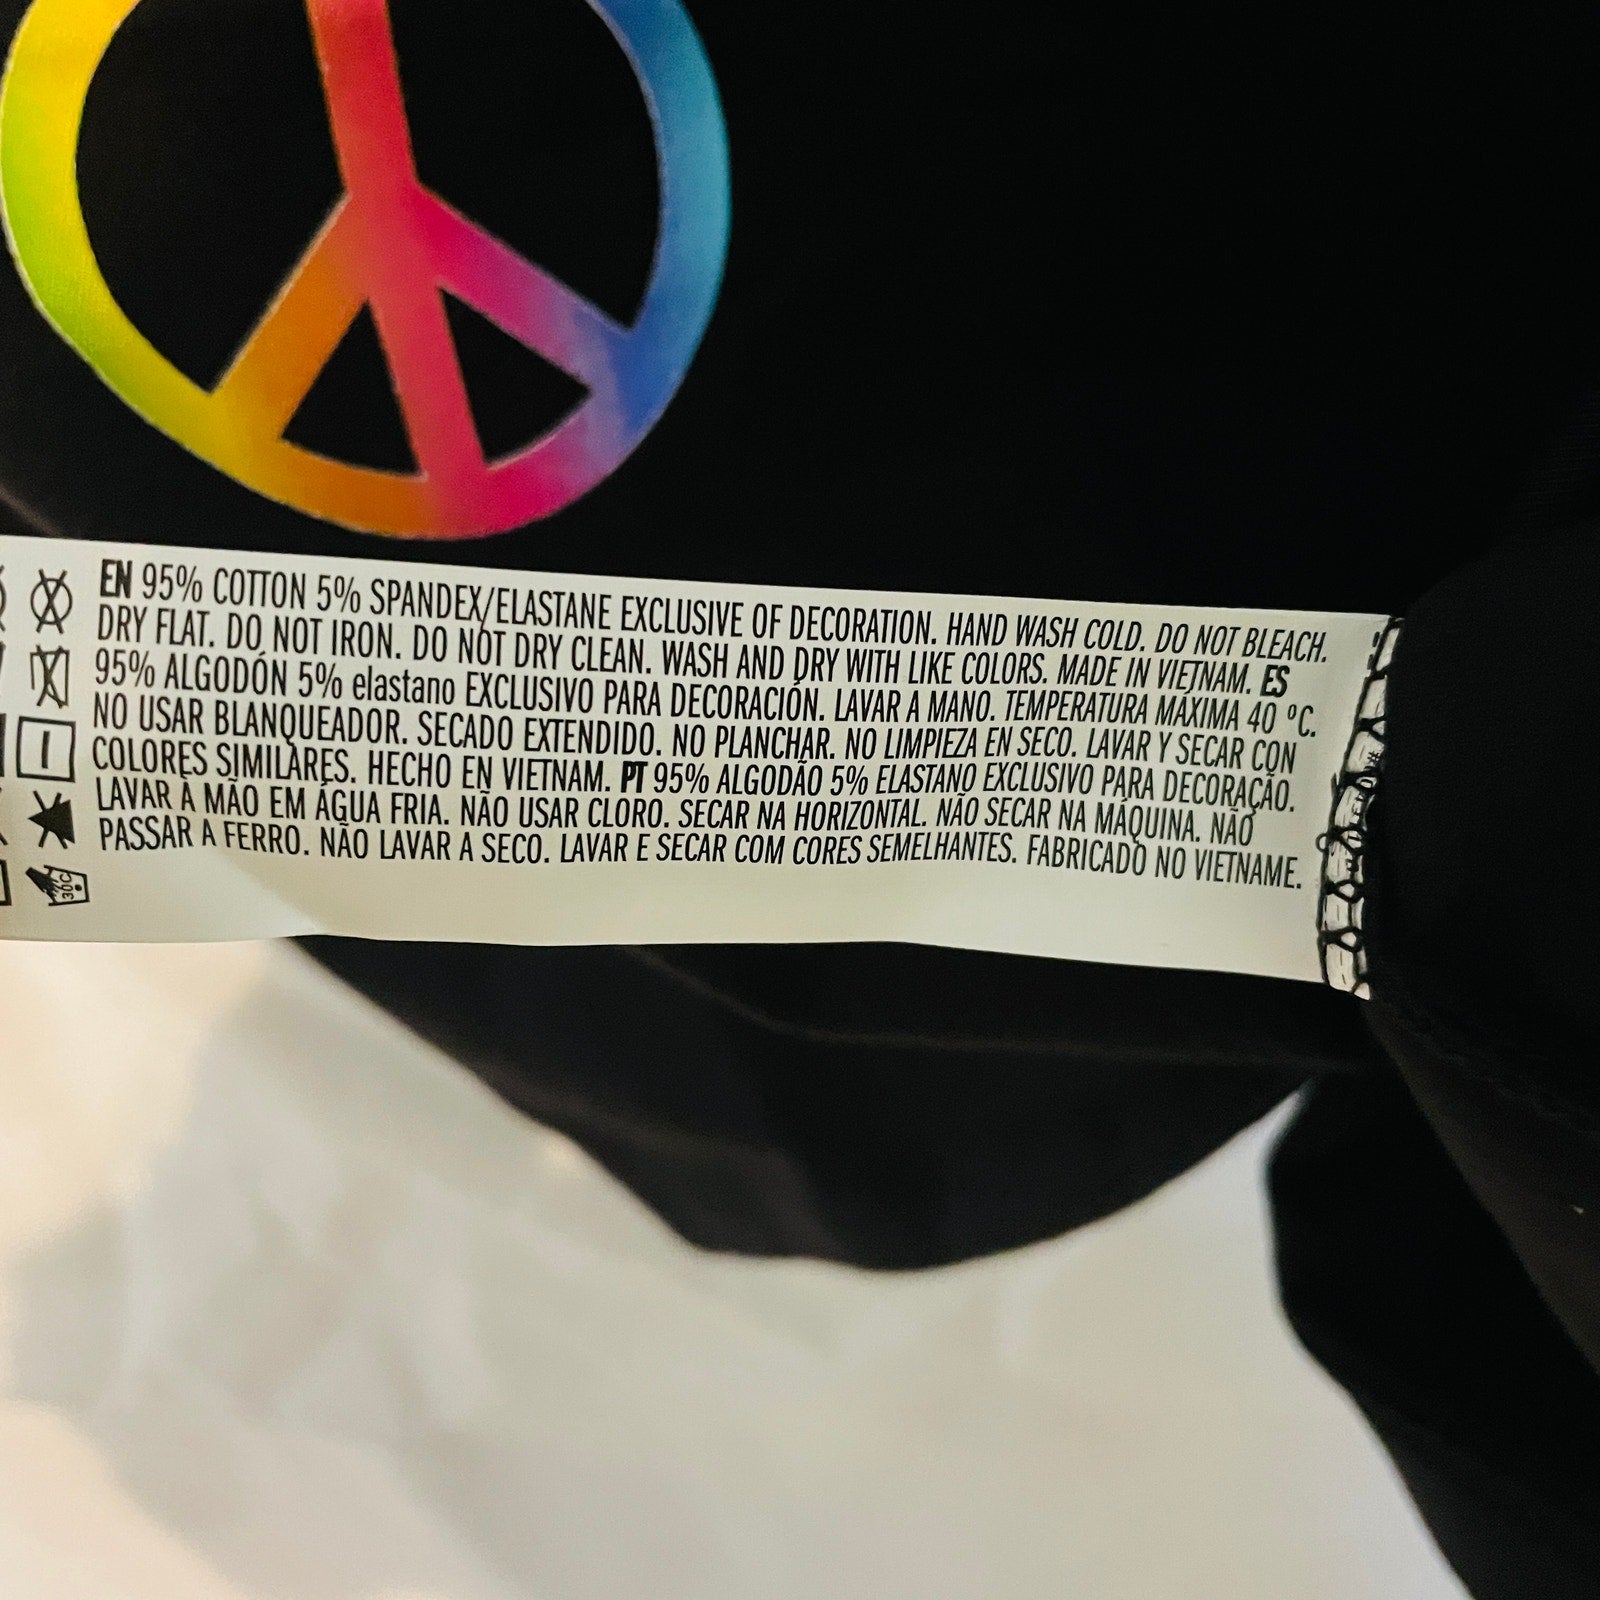 EN 95% COTTON 5% SPANDEX/ELASTANE EXCLUSIVE OF DECORATION. HAND WASH COLD. DO NOT BLEACH.
DRY FLAT. DO NOT IRON. DO NOT DRY CLEAN. WASH AND DRY WITH LIKE COLORS. MADE IN VIETNAM. ES
95% ALGODÓN 5% elastano EXCLUSIVO PARA DECORACIÓN. LAVAR A MANO. TEMPERATURA MÁXIMA 40 ºC.
NO USAR BLANQUEADOR. SECADO EXTENDIDO. NO PLANCHAR. NO LIMPIEZA EN SECO. LAVAR Y SECAR CON
COLORES SIMILARES. HECHO EN VIETNAM. PT 95% ALGODÃO 5% ELASTANO EXCLUSIVO PARA DECORAÇÃO.
LAVAR À MÃO EM ÁGUA FRIA. NÃO USAR CLORO. SECAR NA HORIZONTAL. NÃO SECAR NA MÁQUINA. NÃO
PASSAR A FERRO. NÃO LAVAR A SECO. LAVAR E SECAR COM CORES SEMELHANTES. FABRICADO NO VIETNAME.
30C